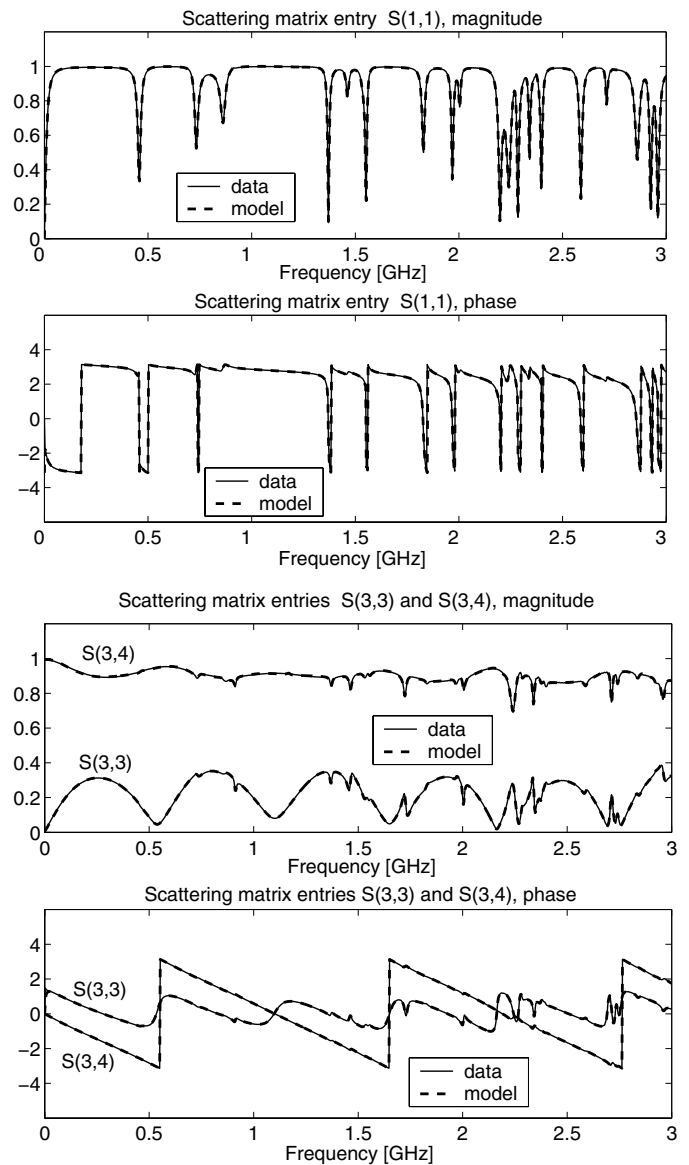 Scattering matrix entry S(1,1), magnitude
1.2
1
0.8
0.6
0.4
0.2
0
data
model
0 0.5 1 1.5 2 2.5 3
Frequency [GHz]
Scattering matrix entry S(1,1), phase
4
2
0
−2
−4
data
model
0 0.5 1 1.5 2 2.5 3
Frequency [GHz]
Scattering matrix entries S(3,3) and S(3,4), magnitude
1
0.8
0.6
0.4
0.2
0
S(3,4)
data
model
S(3,3)
0 0.5 1 1.5 2 2.5 3
Frequency [GHz]
Scattering matrix entries S(3,3) and S(3,4), phase
4
2
0
−2
−4
S(3,3)
S(3,4)
data
model
0 0.5 1 1.5 2 2.5 3
Frequency [GHz]